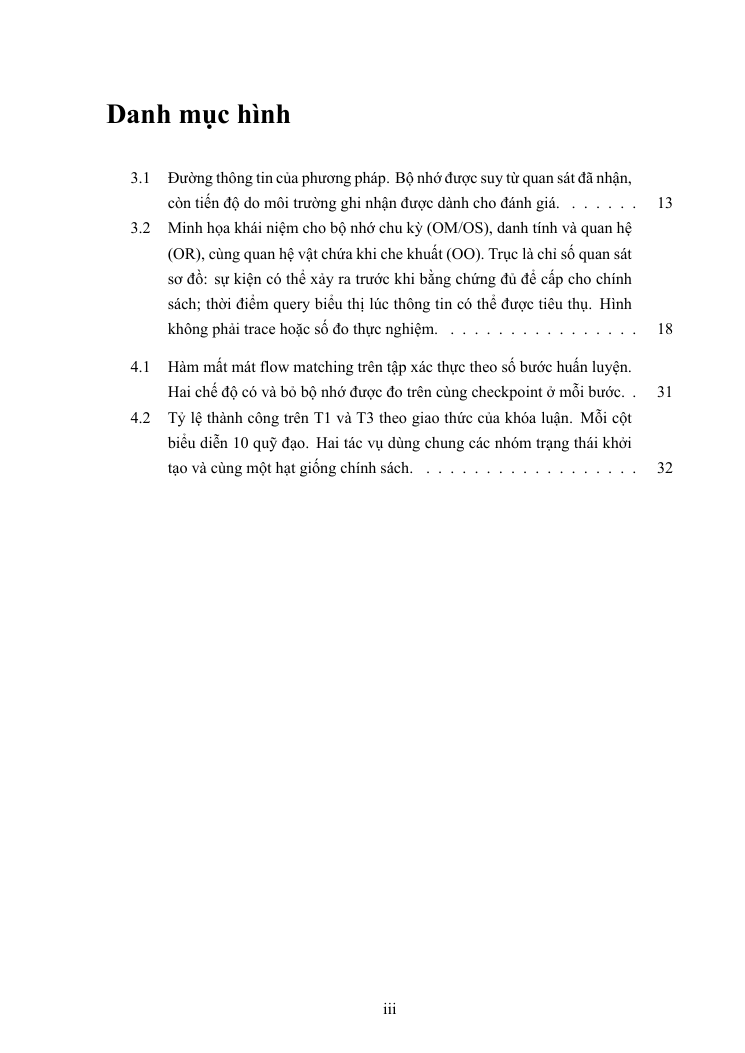 Danh mục hình
3.1 Đường thông tin của phương pháp. Bộ nhớ được suy từ quan sát đã nhận,
còn tiến độ do môi trường ghi nhận được dành cho đánh giá. . . . . . . 13
3.2 Minh họa khái niệm cho bộ nhớ chu kỳ (OM/OS), danh tính và quan hệ
(OR), cùng quan hệ vật chứa khi che khuất (OO). Trục là chỉ số quan sát
sơ đồ: sự kiện có thể xảy ra trước khi bằng chứng đủ để cấp cho chính
sách; thời điểm query biểu thị lúc thông tin có thể được tiêu thụ. Hình
không phải trace hoặc số đo thực nghiệm. . . . . . . . . . . . . . . . . 18
4.1 Hàm mất mát flow matching trên tập xác thực theo số bước huấn luyện.
Hai chế độ có và bỏ bộ nhớ được đo trên cùng checkpoint ở mỗi bước. . 31
4.2 Tỷ lệ thành công trên T1 và T3 theo giao thức của khóa luận. Mỗi cột
biểu diễn 10 quỹ đạo. Hai tác vụ dùng chung các nhóm trạng thái khởi
tạo và cùng một hạt giống chính sách. . . . . . . . . . . . . . . . . . . 32
iii